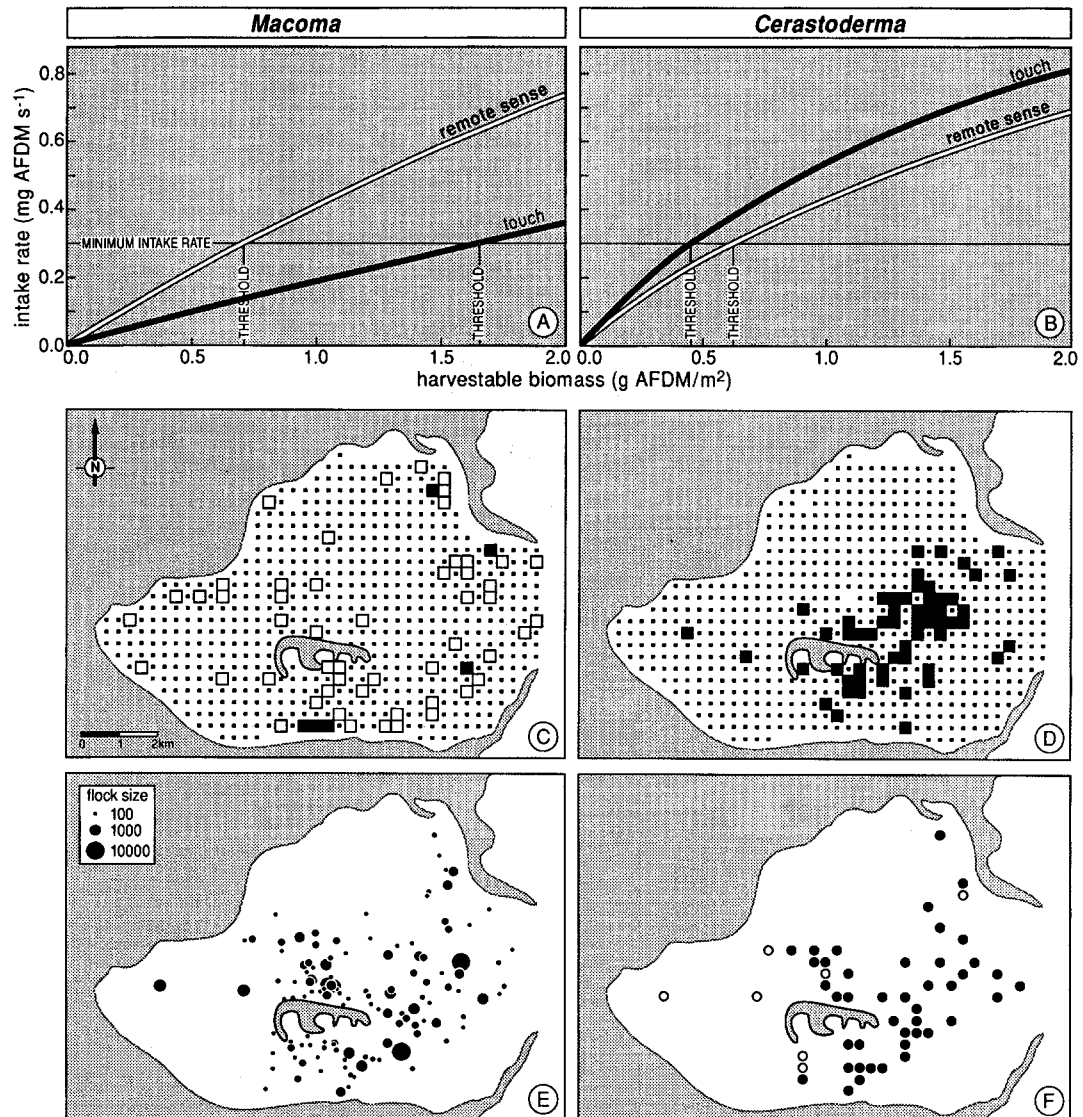 Macoma
Cerastoderma
intake rate (mg AFDM s⁻¹)
0.8
0.6
0.4
0.2
0.0
remote sense
touch
MINIMUM INTAKE RATE
THRESHOLD
THRESHOLD
A
0.0 0.5 1.0 1.5 2.0
touch
remote sense
THRESHOLD
THRESHOLD
B
0.0 0.5 1.0 1.5 2.0
harvestable biomass (g AFDM/m²)
N
0 1 2km
C
D
flock size
100
1000
10000
E
F